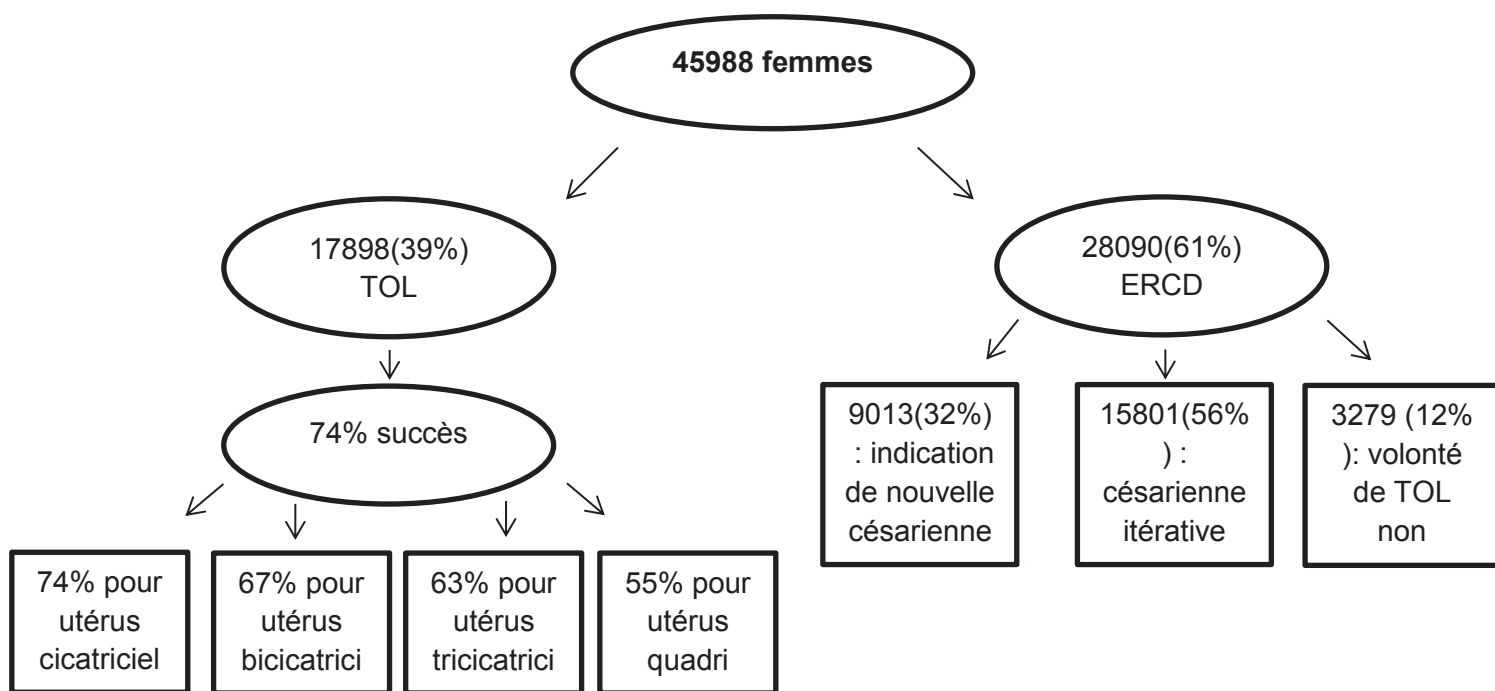 45988 femmes
17898(39%)
TOL
28090(61%)
ERCD
74% succès
9013(32%)
: indication
de nouvelle
césarienne
15801(56%
) :
césarienne
itérative
3279 (12%
): volonté
de TOL
non
74% pour
utérus
cicatriciel
67% pour
utérus
bicicatrici
63% pour
utérus
tricicatrici
55% pour
utérus
quadri